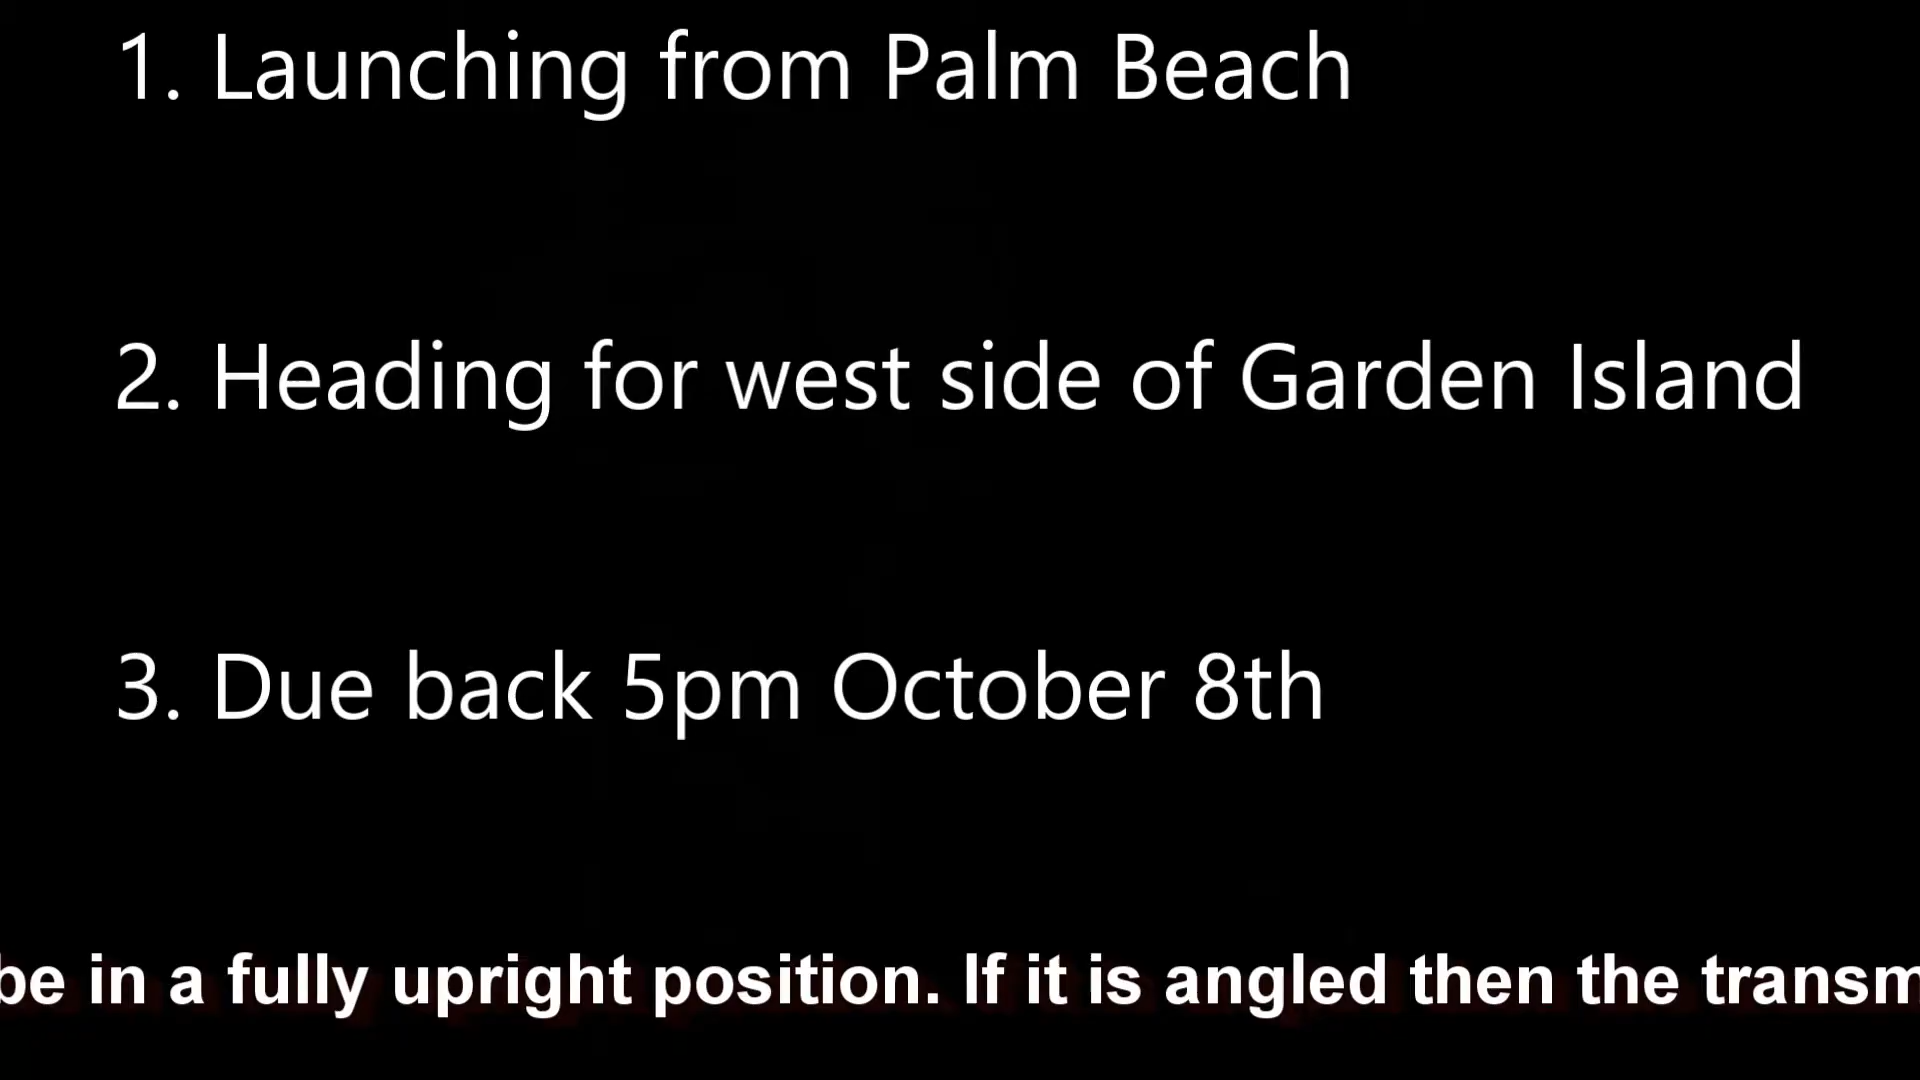 1. Launching from Palm Beach
2. Heading for west side of Garden Island
3. Due back 5pm October 8th
be in a fully upright position. If it is angled then the transm